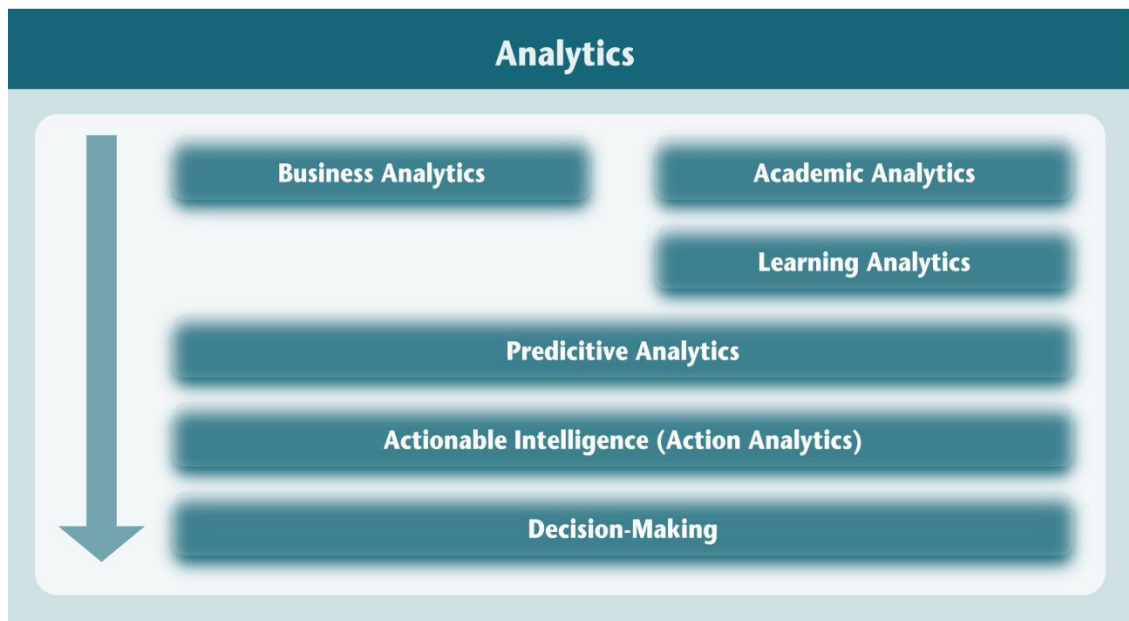 Analytics
Business Analytics
Academic Analytics
Learning Analytics
Predicitive Analytics
Actionable Intelligence (Action Analytics)
Decision-Making